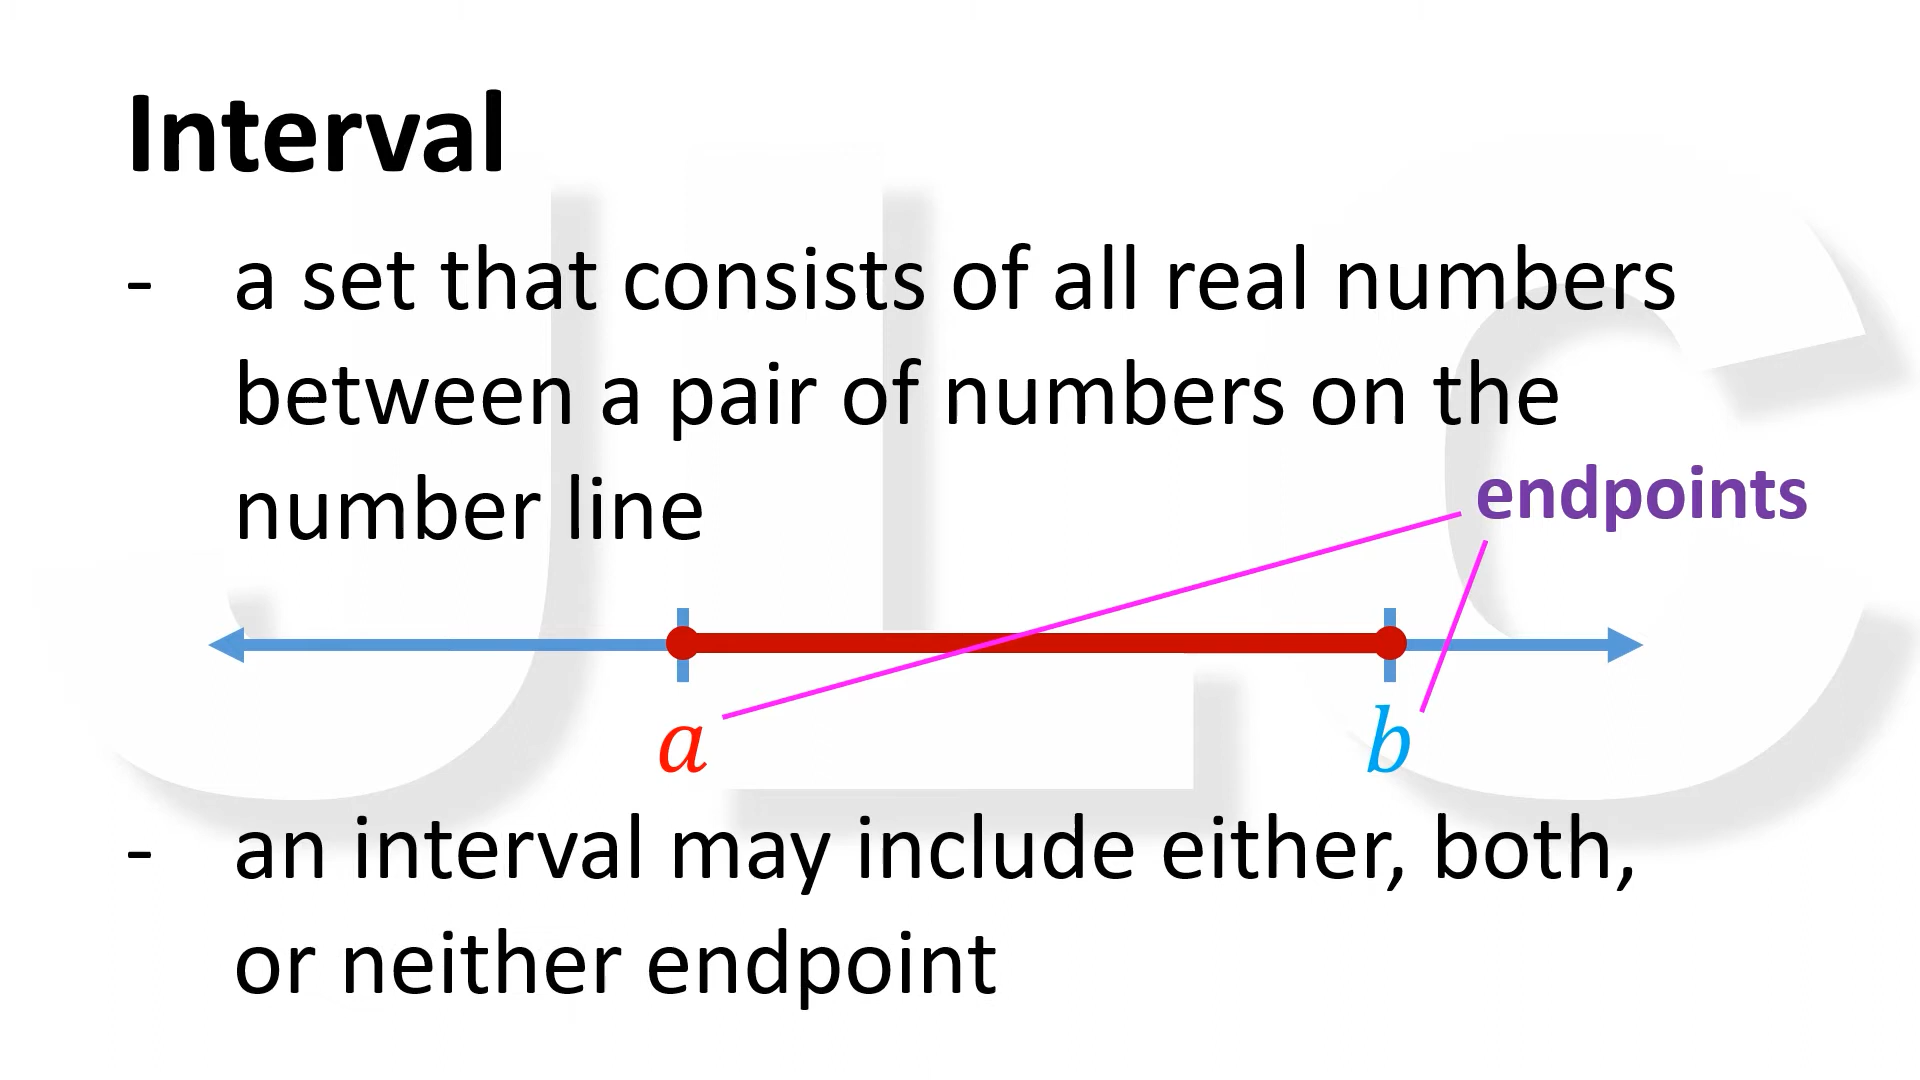 Interval
- a set that consists of all real numbers
between a pair of numbers on the
number line
endpoints
a b
- an interval may include either, both,
or neither endpoint
JLC